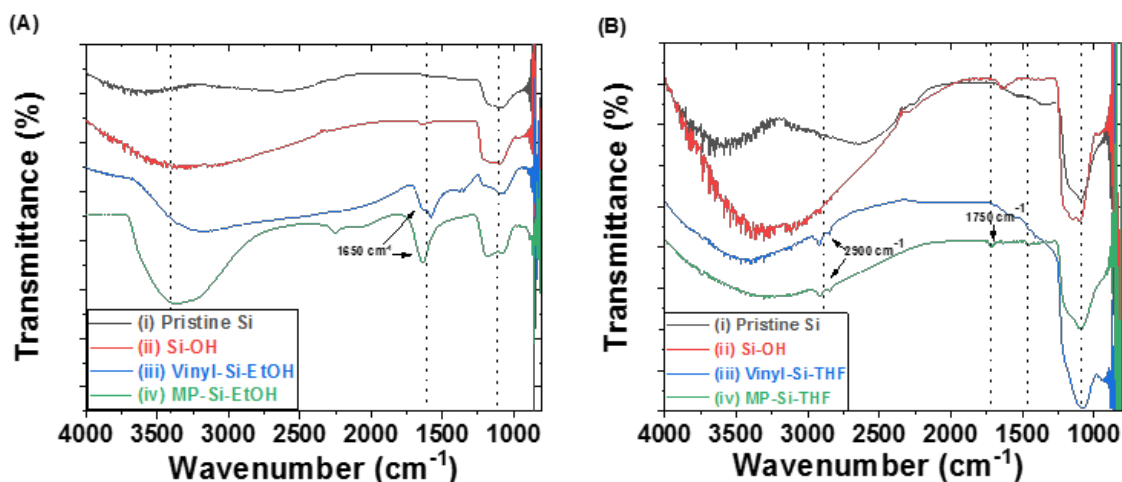 (A)
Transmittance (%)
1650 cm⁻¹
(i) Pristine Si
(ii) Si-OH
(iii) Vinyl-Si-EtOH
(iv) MP-Si-EtOH
4000 3500 3000 2500 2000 1500 1000
Wavenumber (cm⁻¹)
(B)
Transmittance (%)
1750 cm⁻¹
2900 cm⁻¹
(i) Pristine Si
(ii) Si-OH
(iii) Vinyl-Si-THF
(iv) MP-Si-THF
4000 3500 3000 2500 2000 1500 1000
Wavenumber (cm⁻¹)